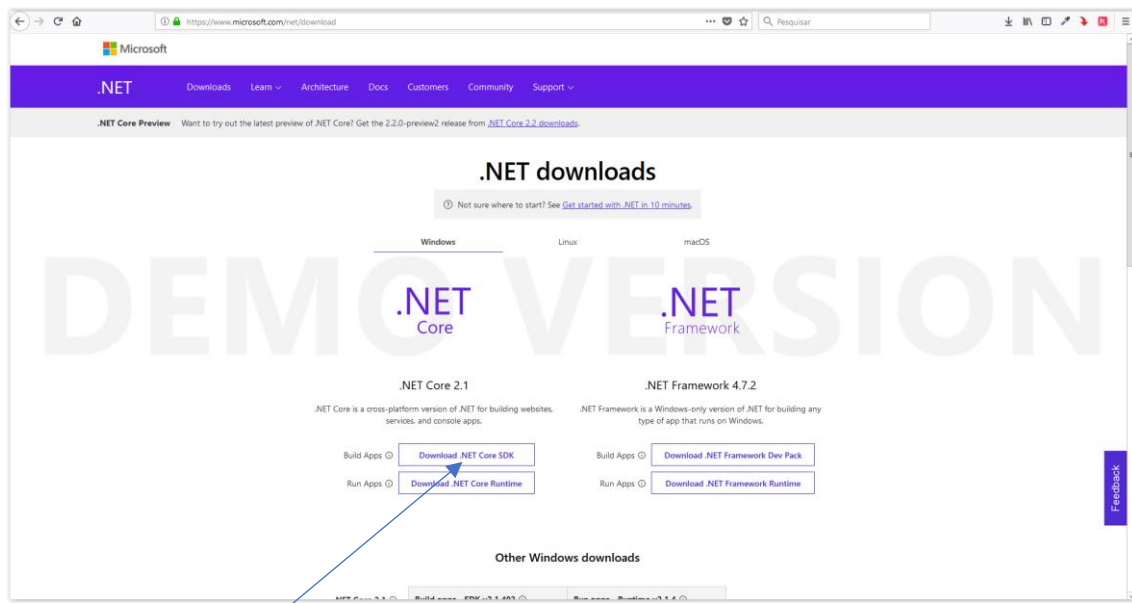 https://www.microsoft.com/net/download
Pesquisar
Microsoft
.NET Downloads Learn Architecture Docs Customers Community Support
.NET Core Preview Want to try out the latest preview of .NET Core? Get the 2.2.0-preview2 release from .NET Core 2.2 downloads.
.NET downloads
Not sure where to start? See Get started with .NET in 10 minutes.
Windows Linux macOS
DEMO VERSION
.NET Core
.NET Framework
.NET Core 2.1
.NET Core is a cross-platform version of .NET for building websites,
services, and console apps.
Build Apps Download .NET Core SDK
Run Apps Download .NET Core Runtime
.NET Framework 4.7.2
.NET Framework is a Windows-only version of .NET for building any
type of app that runs on Windows.
Build Apps Download .NET Framework Dev Pack
Run Apps Download .NET Framework Runtime
Feedback
Other Windows downloads